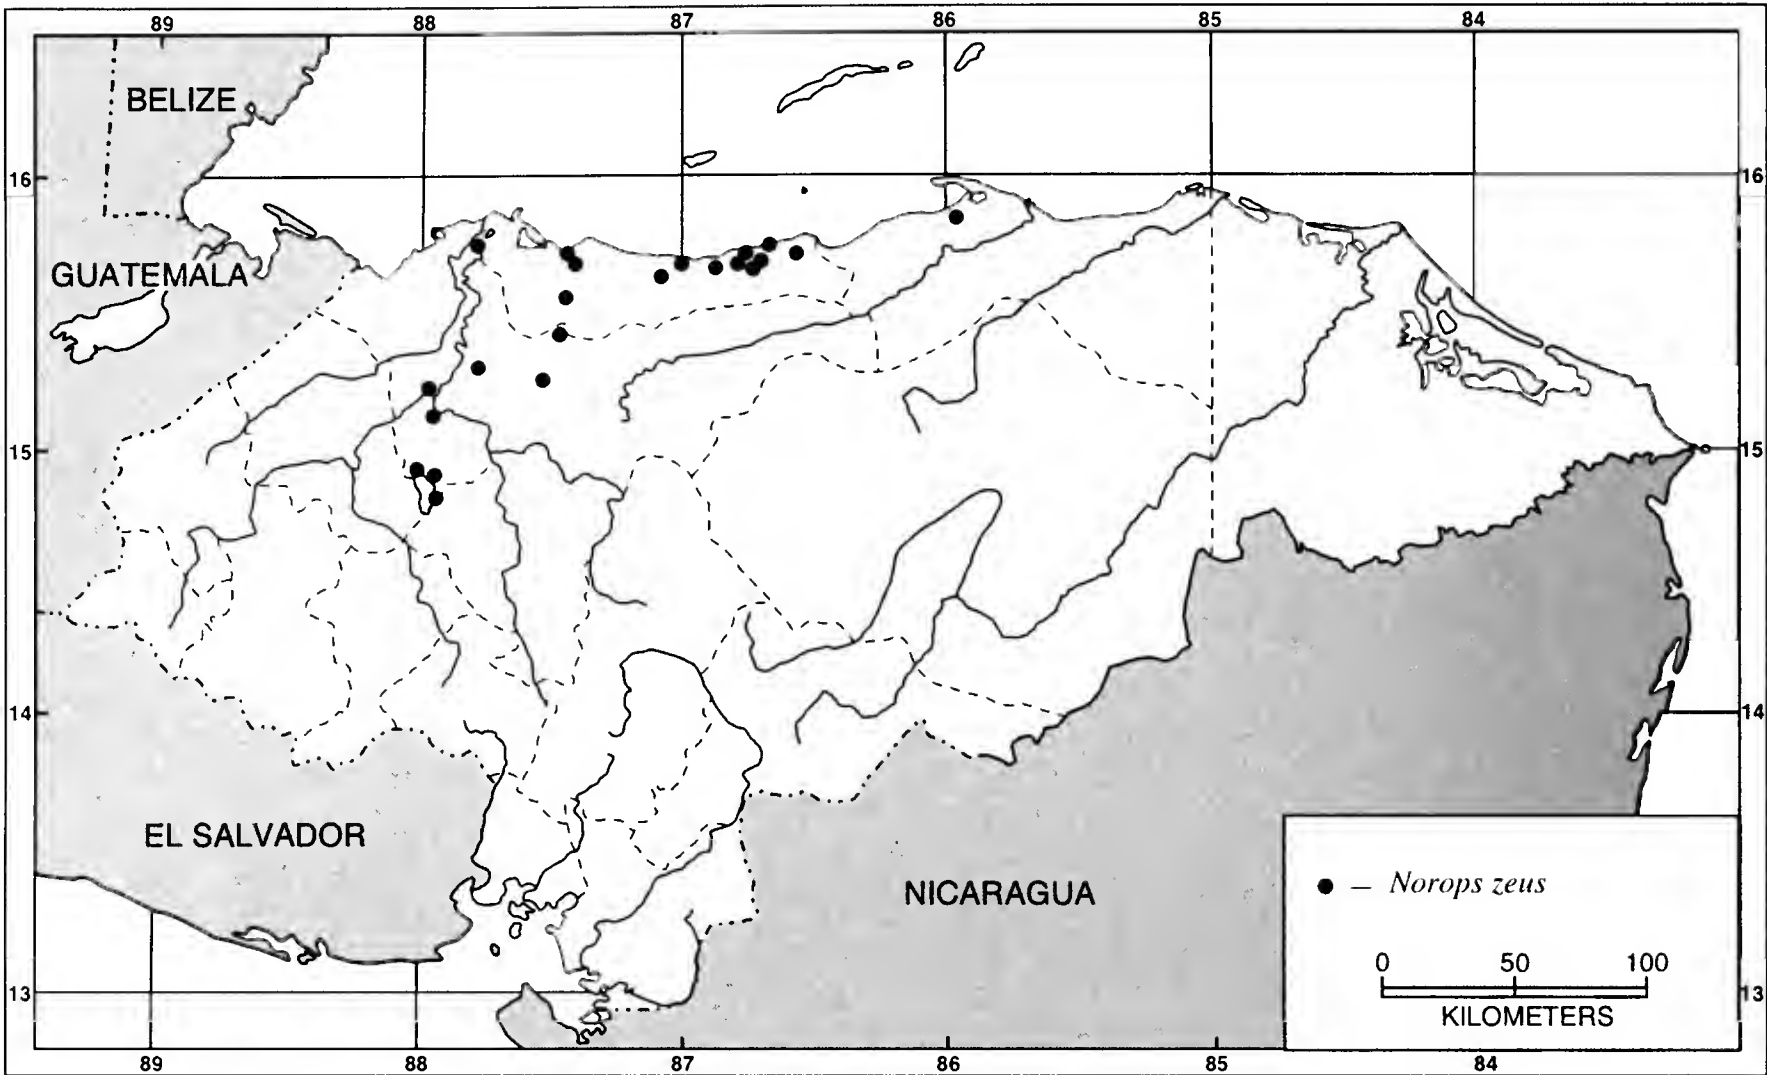 89 88 87 86 85 84
BELIZE
16 16
GUATEMALA
15 15
14 14
EL SALVADOR
NICARAGUA
● – Norops zeus
0 50 100
KILOMETERS
13 13
89 88 87 86 85 84